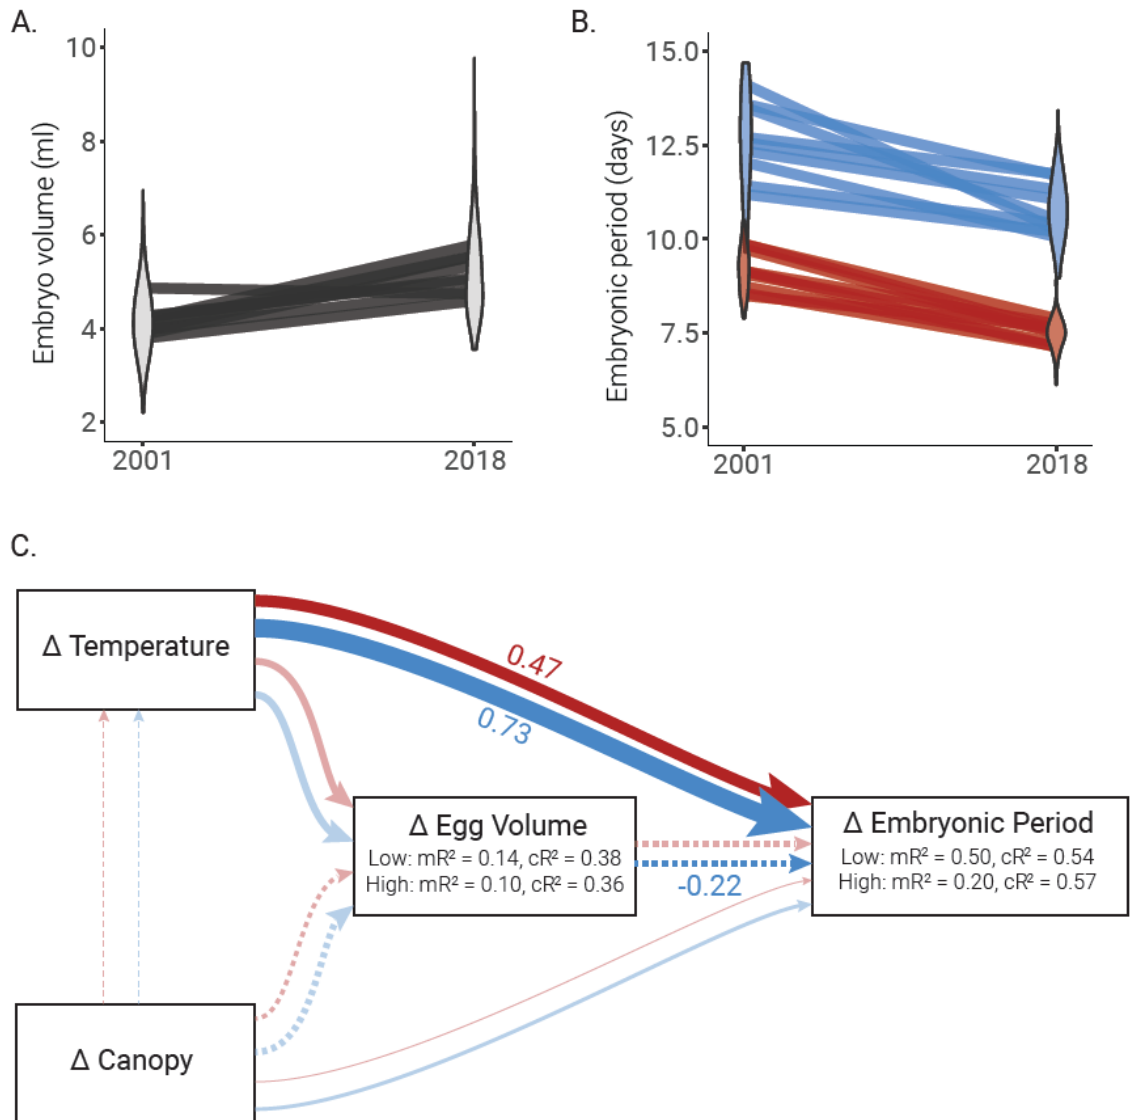 A.
Embryo volume (ml)
10
8
6
4
2
2001
2018
B.
Embryonic period (days)
15.0
12.5
10.0
7.5
5.0
2001
2018
C.
Δ Temperature
0.47
0.73
Δ Egg Volume
Low: mR² = 0.14, cR² = 0.38
High: mR² = 0.10, cR² = 0.36
-0.22
Δ Embryonic Period
Low: mR² = 0.50, cR² = 0.54
High: mR² = 0.20, cR² = 0.57
Δ Canopy